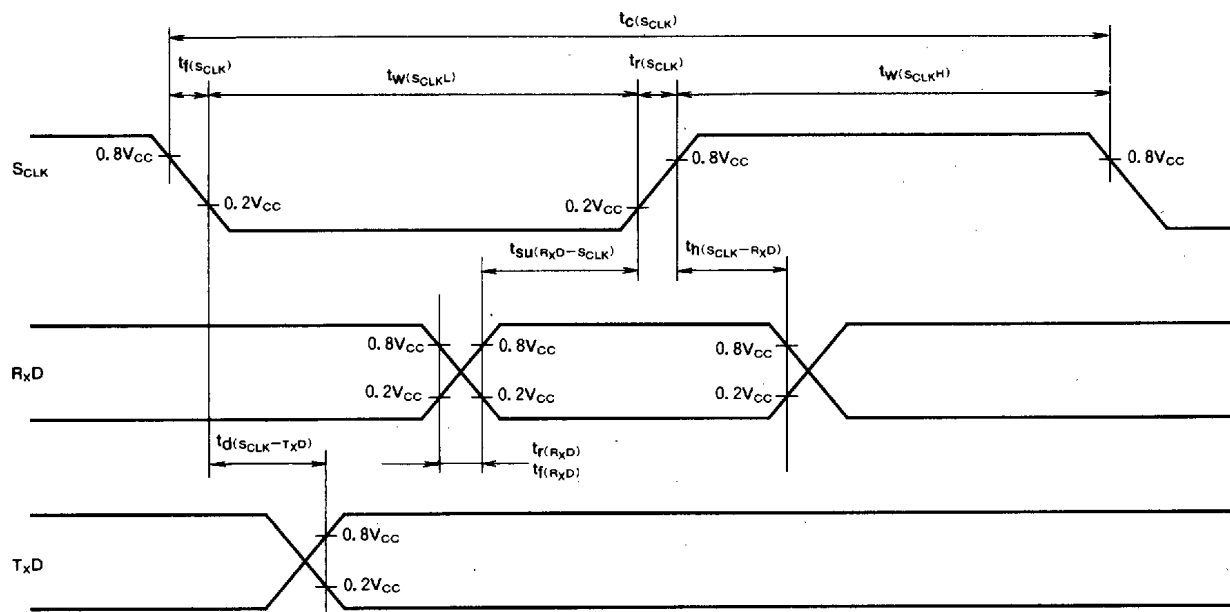 tc(SCLK)
tf(SCLK)
tw(SCLKL)
tr(SCLK)
tw(SCLKH)
SCLK
0.8VCC
0.2VCC
0.2VCC
0.8VCC
0.8VCC
tsu(RXD-SCLK)
th(SCLK-RXD)
RXD
0.8VCC
0.8VCC
0.8VCC
0.2VCC
0.2VCC
0.2VCC
td(SCLK-TXD)
tr(RXD)
tf(RXD)
TXD
0.8VCC
0.2VCC